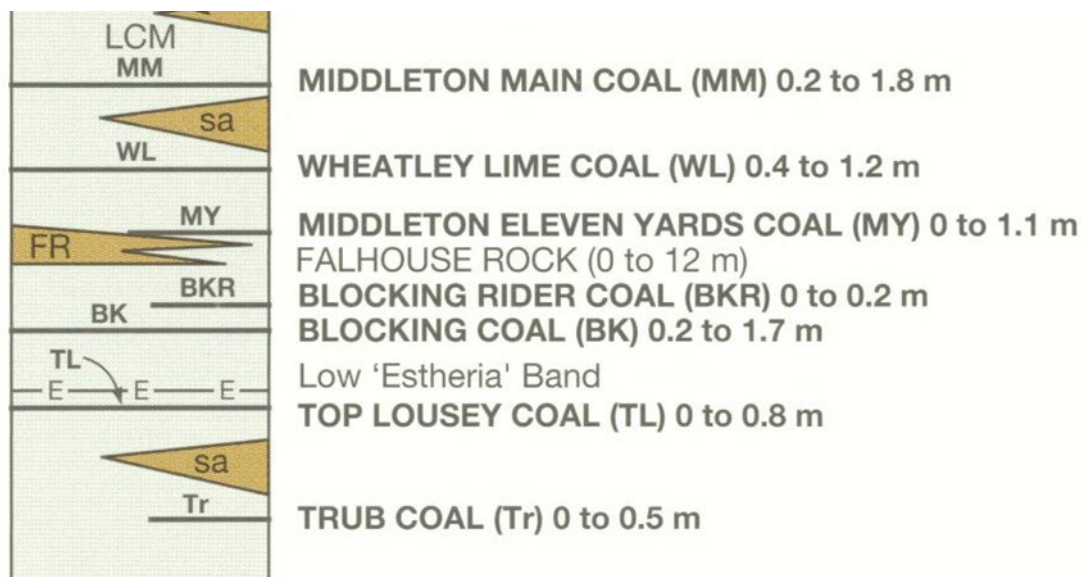 LCM
MM
MIDDLETON MAIN COAL (MM) 0.2 to 1.8 m
sa
WL
WHEATLEY LIME COAL (WL) 0.4 to 1.2 m
MY
MIDDLETON ELEVEN YARDS COAL (MY) 0 to 1.1 m
FR
FALHOUSE ROCK (0 to 12 m)
BKR
BLOCKING RIDER COAL (BKR) 0 to 0.2 m
BK
BLOCKING COAL (BK) 0.2 to 1.7 m
TL
Low ‘Estheria' Band
E E E
TOP LOUSEY COAL (TL) 0 to 0.8 m
sa
Tr
TRUB COAL (Tr) 0 to 0.5 m